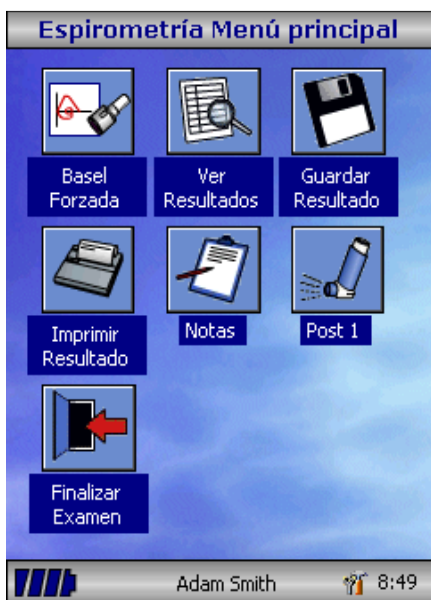 Espirometría Menú principal
Basel
Forzada
Ver
Resultados
Guardar
Resultado
Imprimir
Resultado
Notas
Post 1
Finalizar
Examen
Adam Smith
8:49